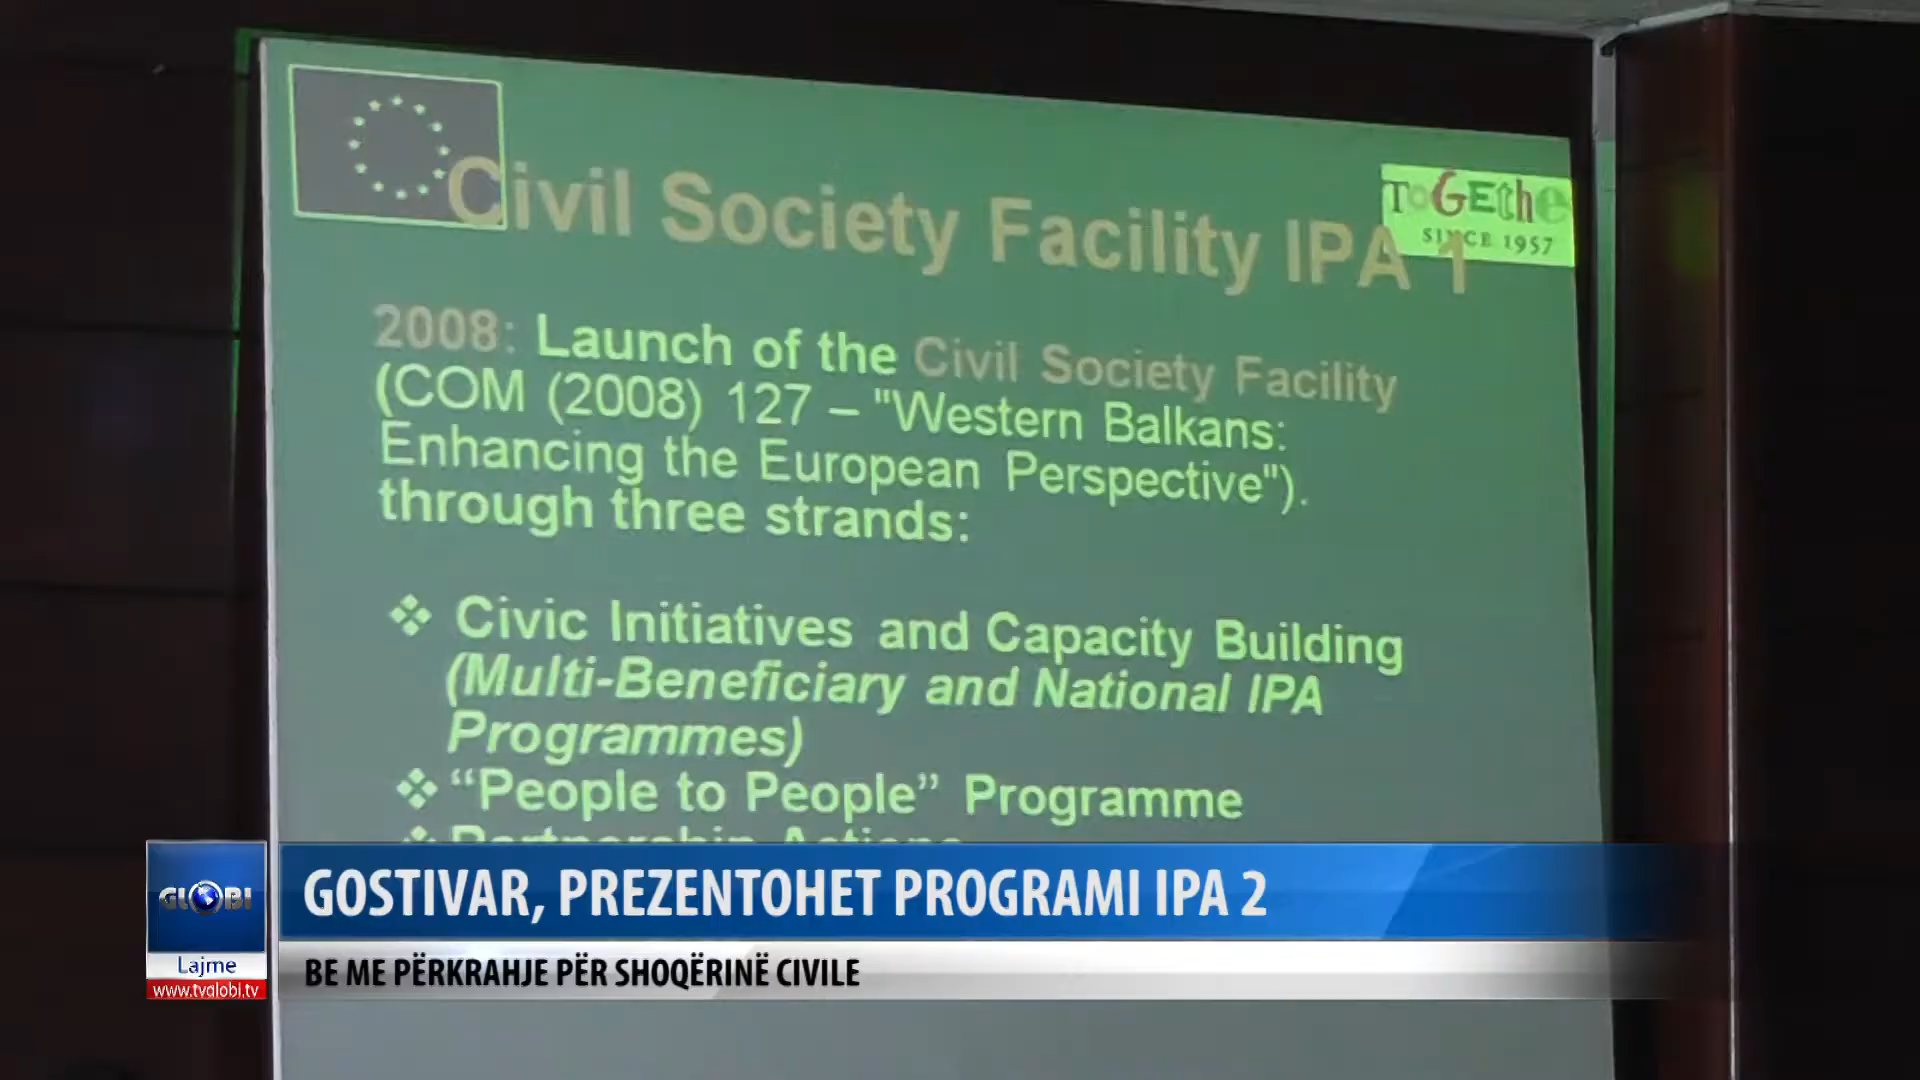 ToGEthe
SINCE 1957
Civil Society Facility IPA 1
2008: Launch of the Civil Society Facility
(COM (2008) 127 – "Western Balkans:
Enhancing the European Perspective").
through three strands:
❖ Civic Initiatives and Capacity Building
(Multi-Beneficiary and National IPA
Programmes)
❖ “People to People” Programme
❖ Partnership Actions
GLOBI
Lajme
www.tvglobi.tv
GOSTIVAR, PREZENTOHET PROGRAMI IPA 2
BE ME PËRKRAHJE PËR SHOQËRINË CIVILE